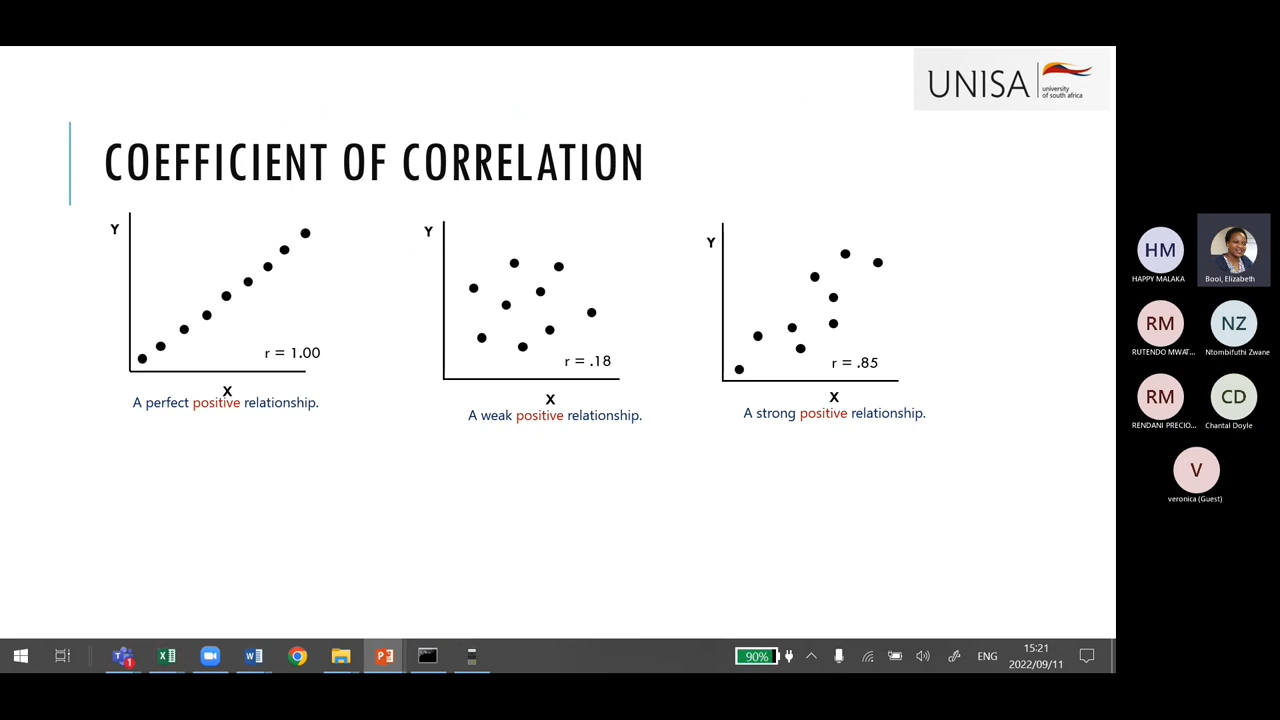 UNISA
university
of south africa
COEFFICIENT OF CORRELATION
Y
r = 1.00
X
A perfect positive relationship.
Y
r = .18
X
A weak positive relationship.
Y
r = .85
X
A strong positive relationship.
HM
HAPPY MALAKA
Booi, Elizabeth
RM
RUTENDO MWAT...
NZ
Ntombifuthi Zwane
RM
RENDANI PRECIO...
CD
Chantal Doyle
V
veronica (Guest)
1
90%
ENG
15:21
2022/09/11